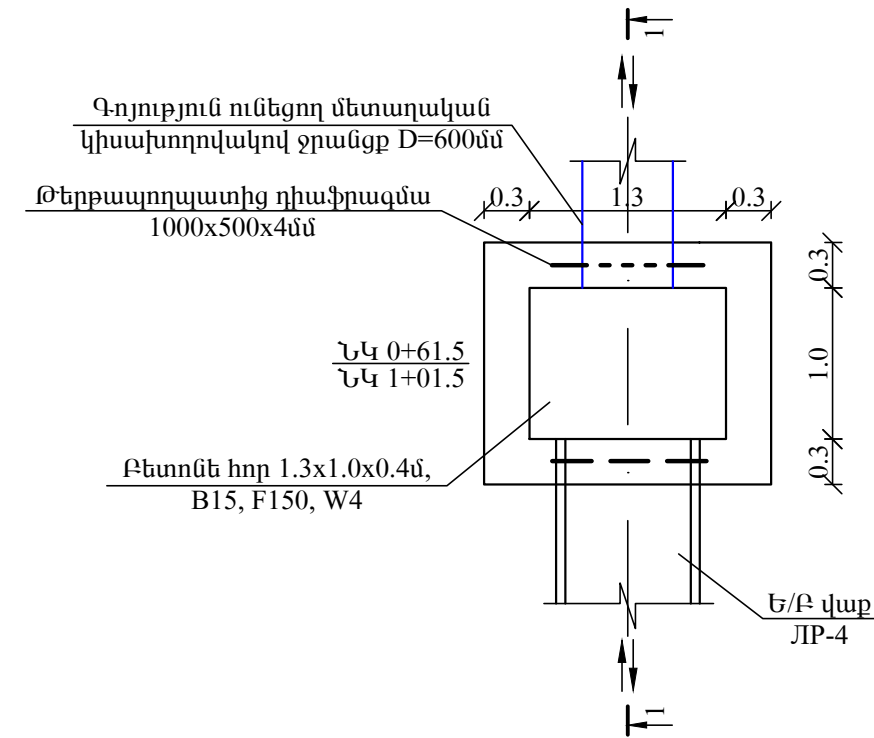 1
Գոյություն ունեցող մետաղական
կիսախողովակով ջրանցք D=600մմ
Թերթապողպատից դիաֆրագմա
1000x500x4մմ
0.3 1.3 0.3
0.3
1.0
0.3
ՆԿ 0+61.5
ՆԿ 1+01.5
Բետոնե հոր 1.3x1.0x0.4մ,
B15, F150, W4
Ե/Բ վաք
ЛР-4
1